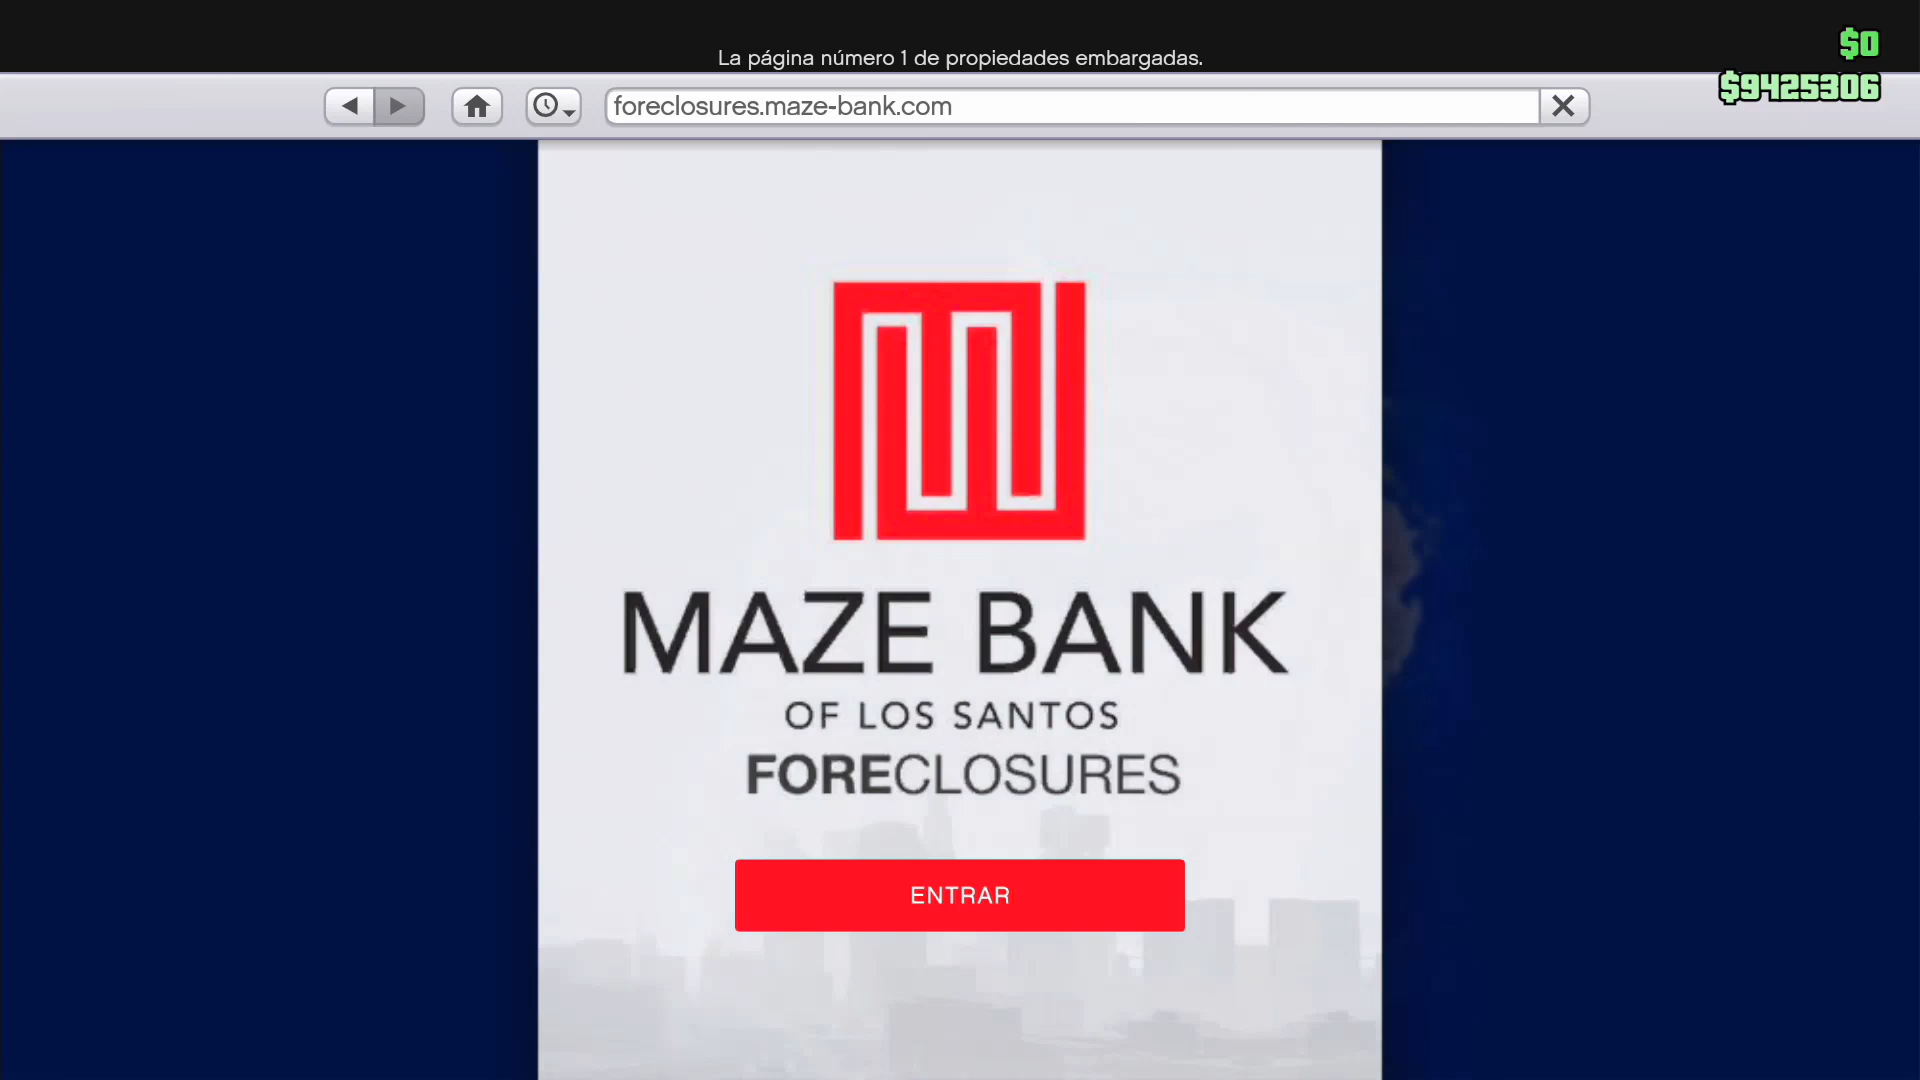 La página número 1 de propiedades embargadas.
$0
$9425306
foreclosures.maze-bank.com
MAZE BANK
OF LOS SANTOS
FORECLOSURES
ENTRAR